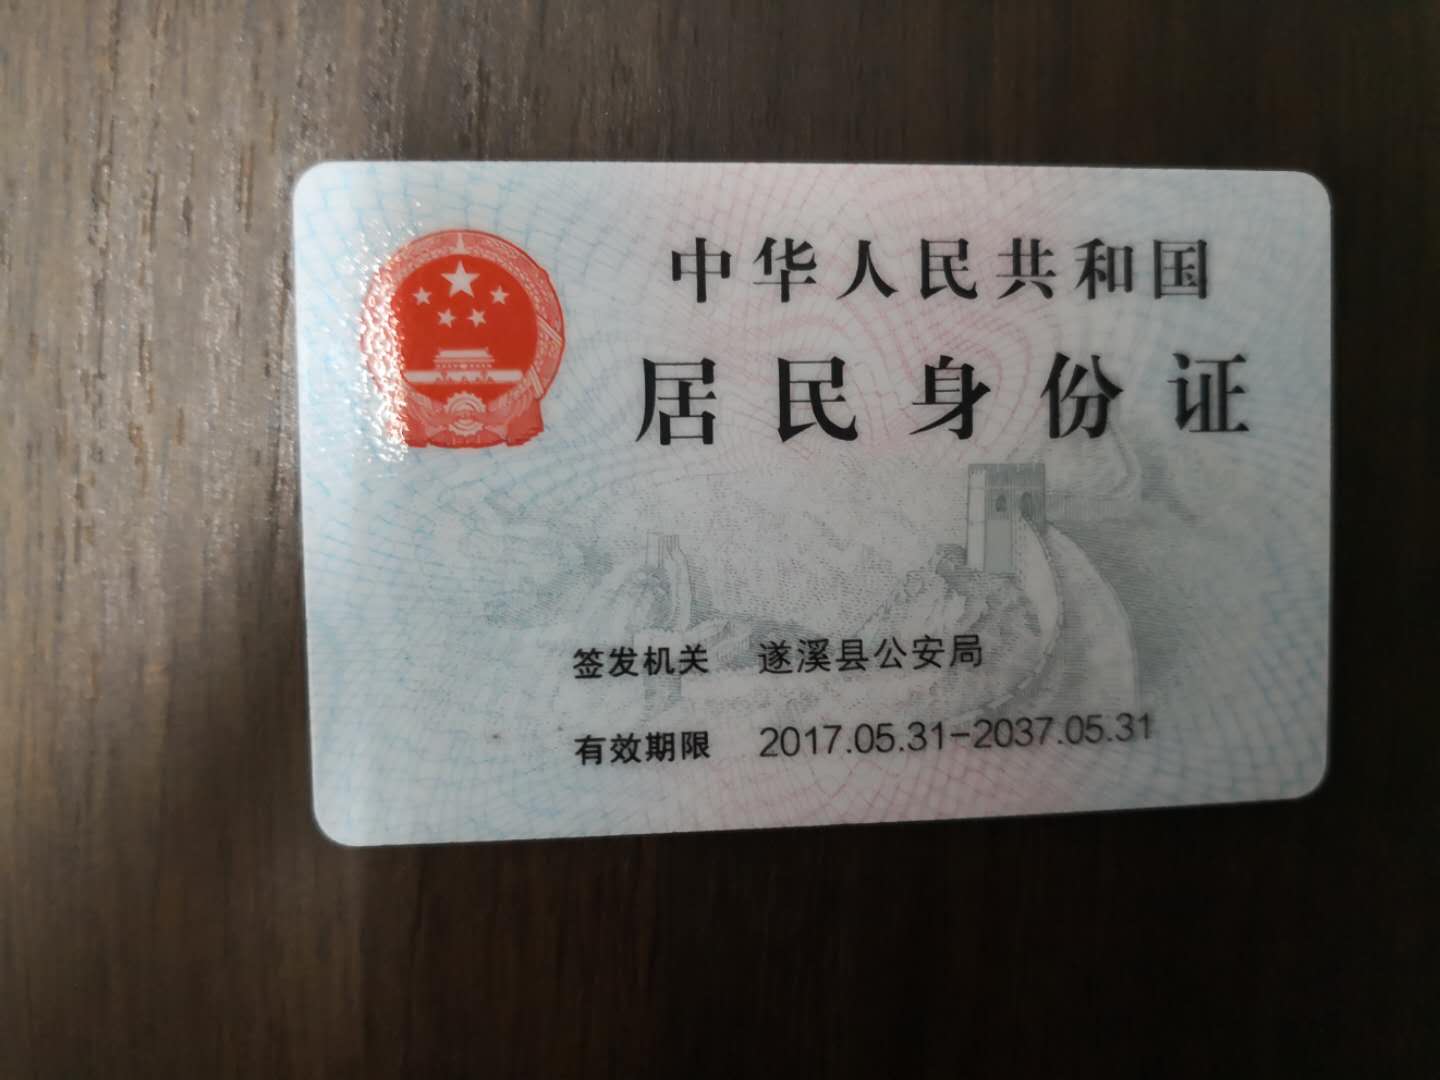 中华人民共和国
居民身份证
签发机关 遂溪县公安局
有效期限 2017.05.31-2037.05.31